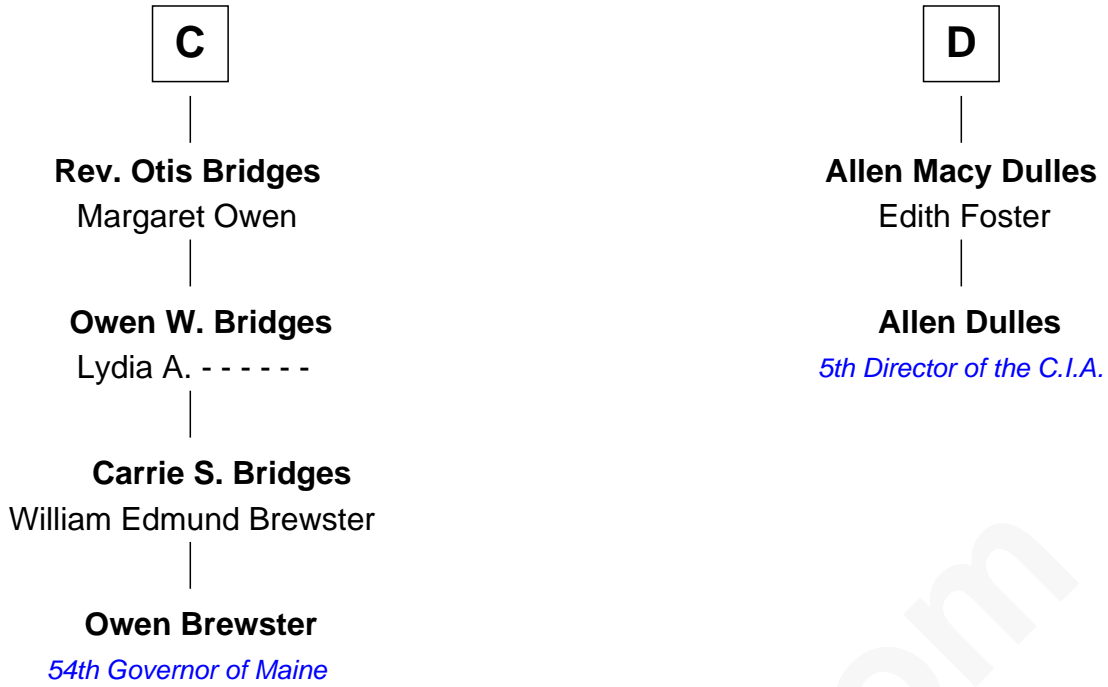 C
Rev. Otis Bridges
Margaret Owen
Owen W. Bridges
Lydia A. - - - - - -
Carrie S. Bridges
William Edmund Brewster
Owen Brewster
54th Governor of Maine
D
Allen Macy Dulles
Edith Foster
Allen Dulles
5th Director of the C.I.A.
om